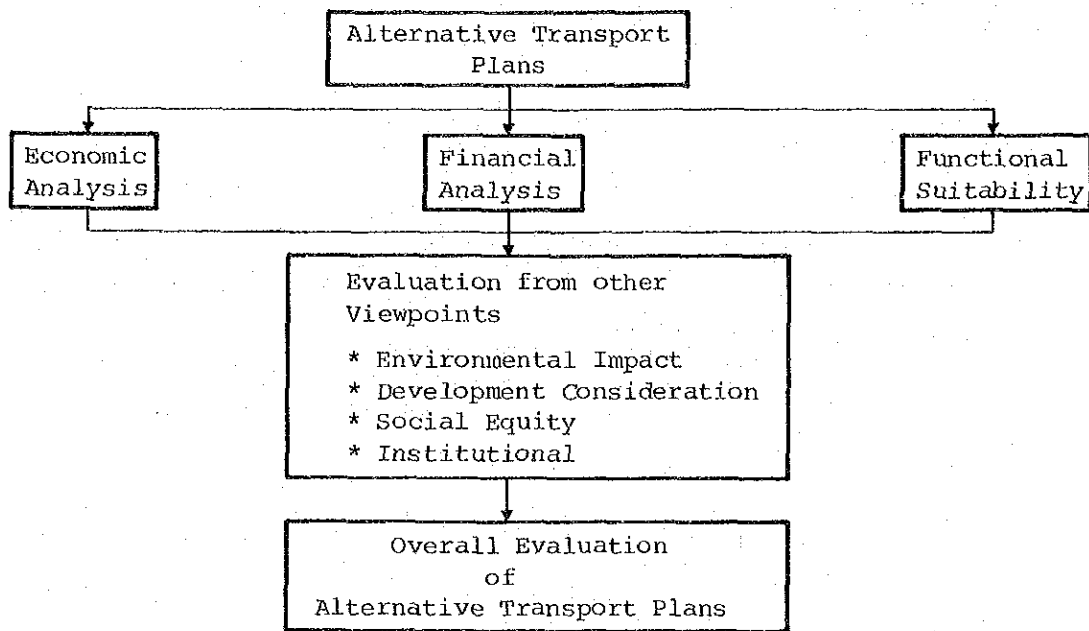 Alternative Transport
Plans
Economic
Analysis
Financial
Analysis
Functional
Suitability
Evaluation from other
Viewpoints
* Environmental Impact
* Development Consideration
* Social Equity
* Institutional
Overall Evaluation
of
Alternative Transport Plans